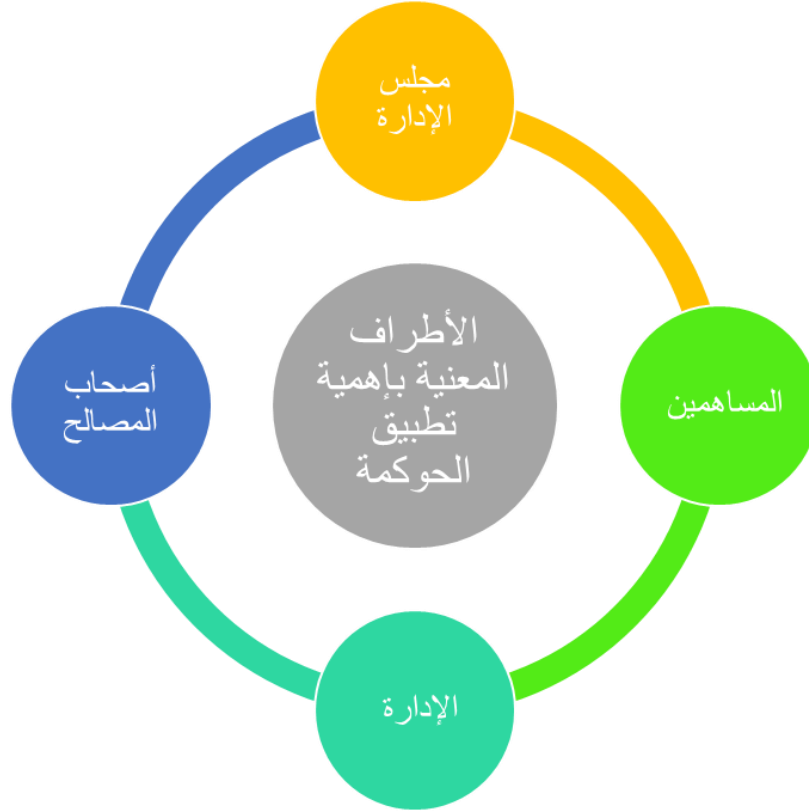 مجلس
الإدارة
الأطراف
المعنية بإهمية
تطبيق
الحوكمة
المساهمين
أصحاب
المصالح
الإدارة